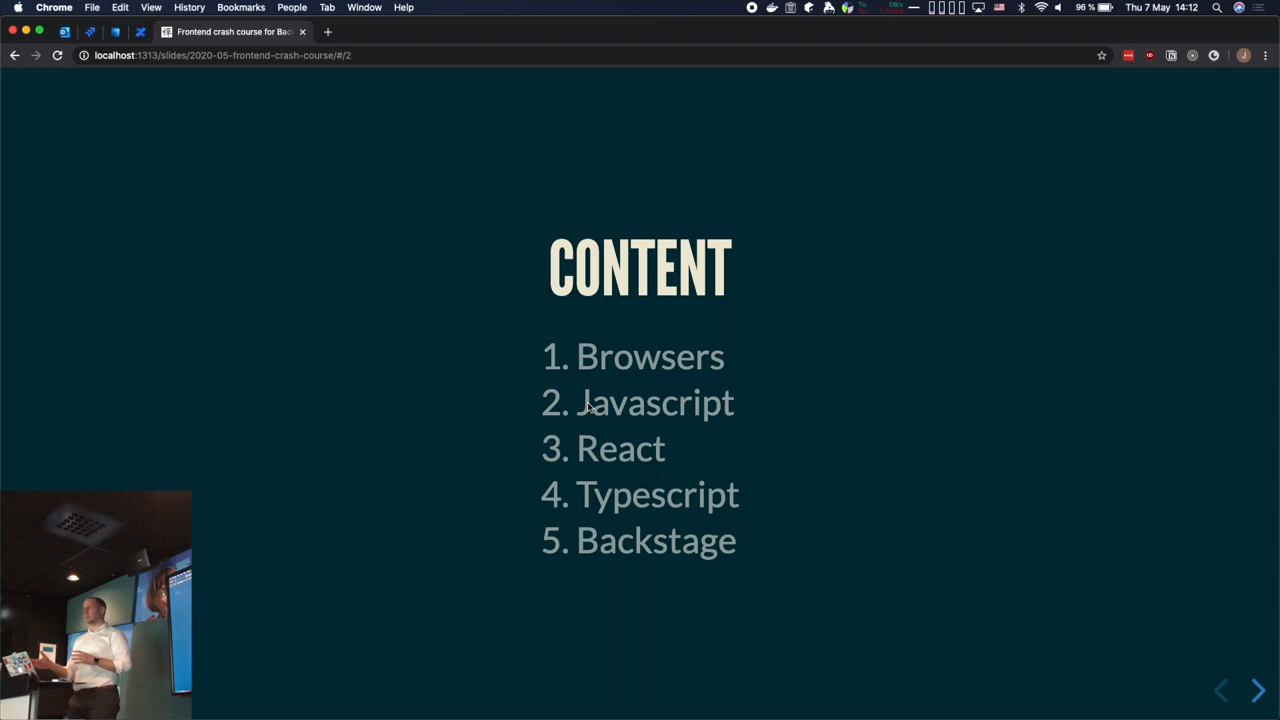 Chrome File Edit View History Bookmarks People Tab Window Help
96 % Thu 7 May 14:12
Frontend crash course for Bac
localhost:1313/slides/2020-05-frontend-crash-course/#/2
J
CONTENT
1. Browsers
2. Javascript
3. React
4. Typescript
5. Backstage